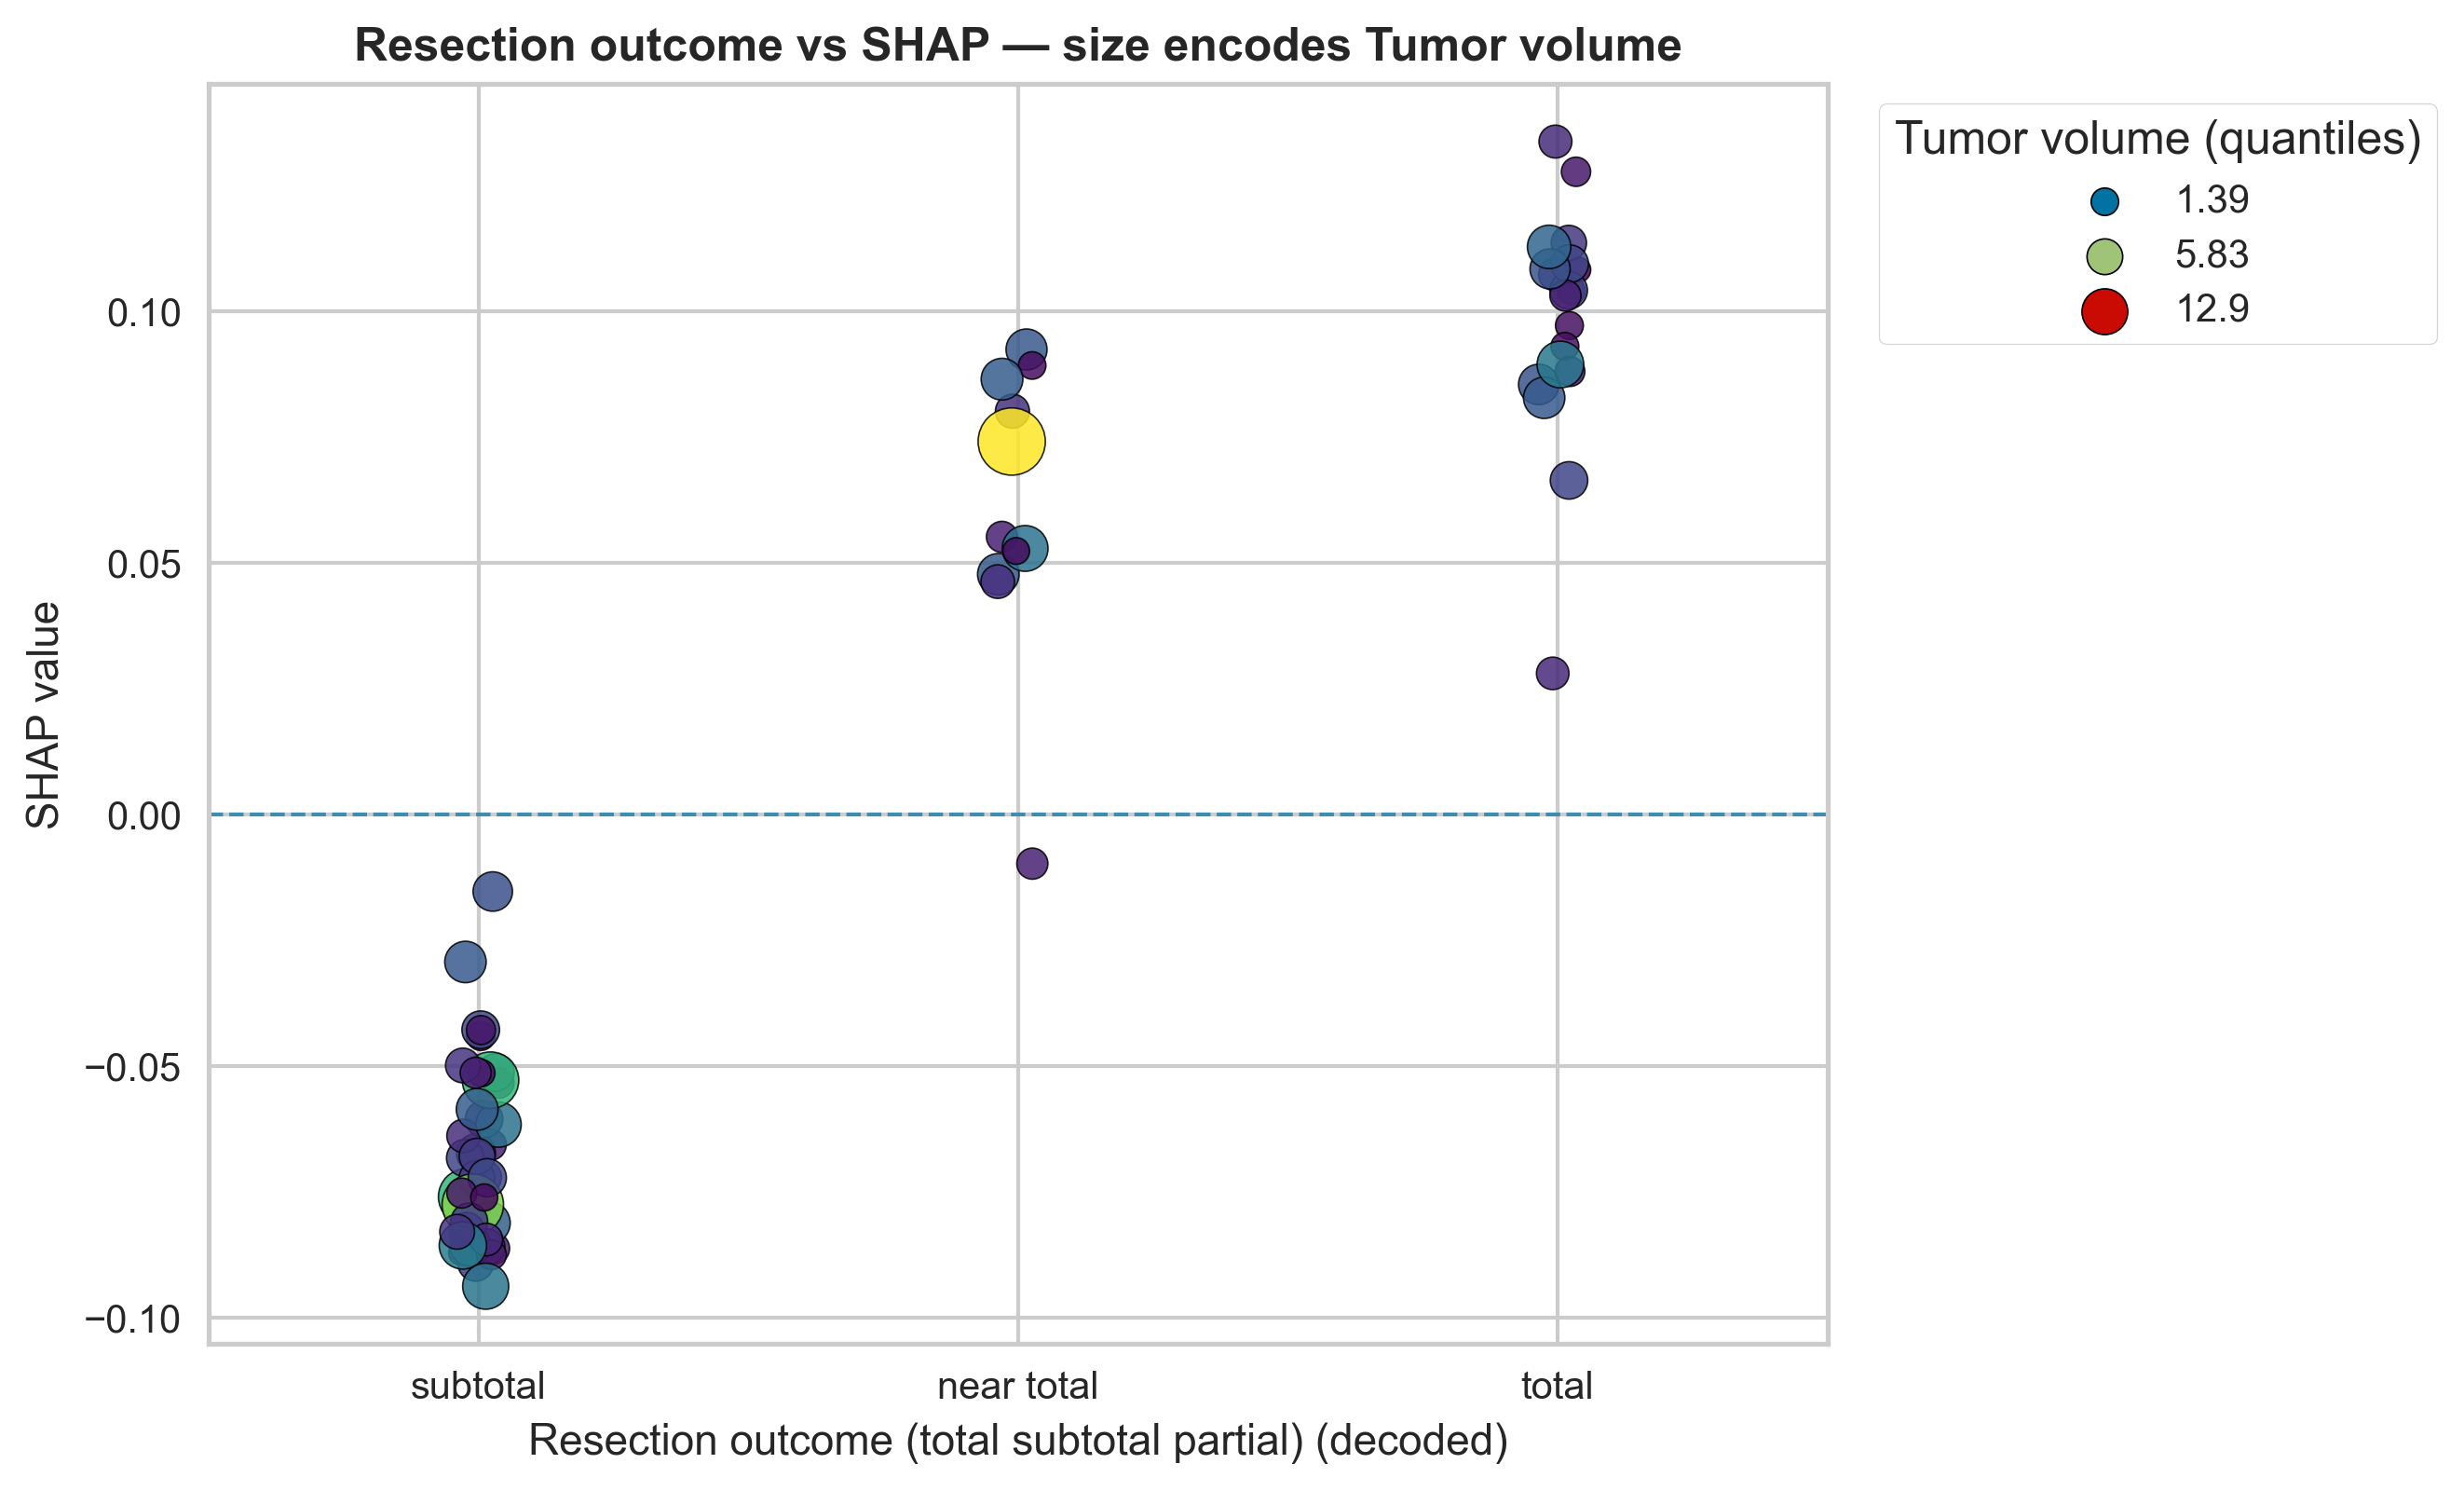 Resection outcome vs SHAP — size encodes Tumor volume
Tumor volume (quantiles)
1.39
5.83
12.9
SHAP value
0.10
0.05
0.00
−0.05
−0.10
subtotal
near total
total
Resection outcome (total subtotal partial) (decoded)